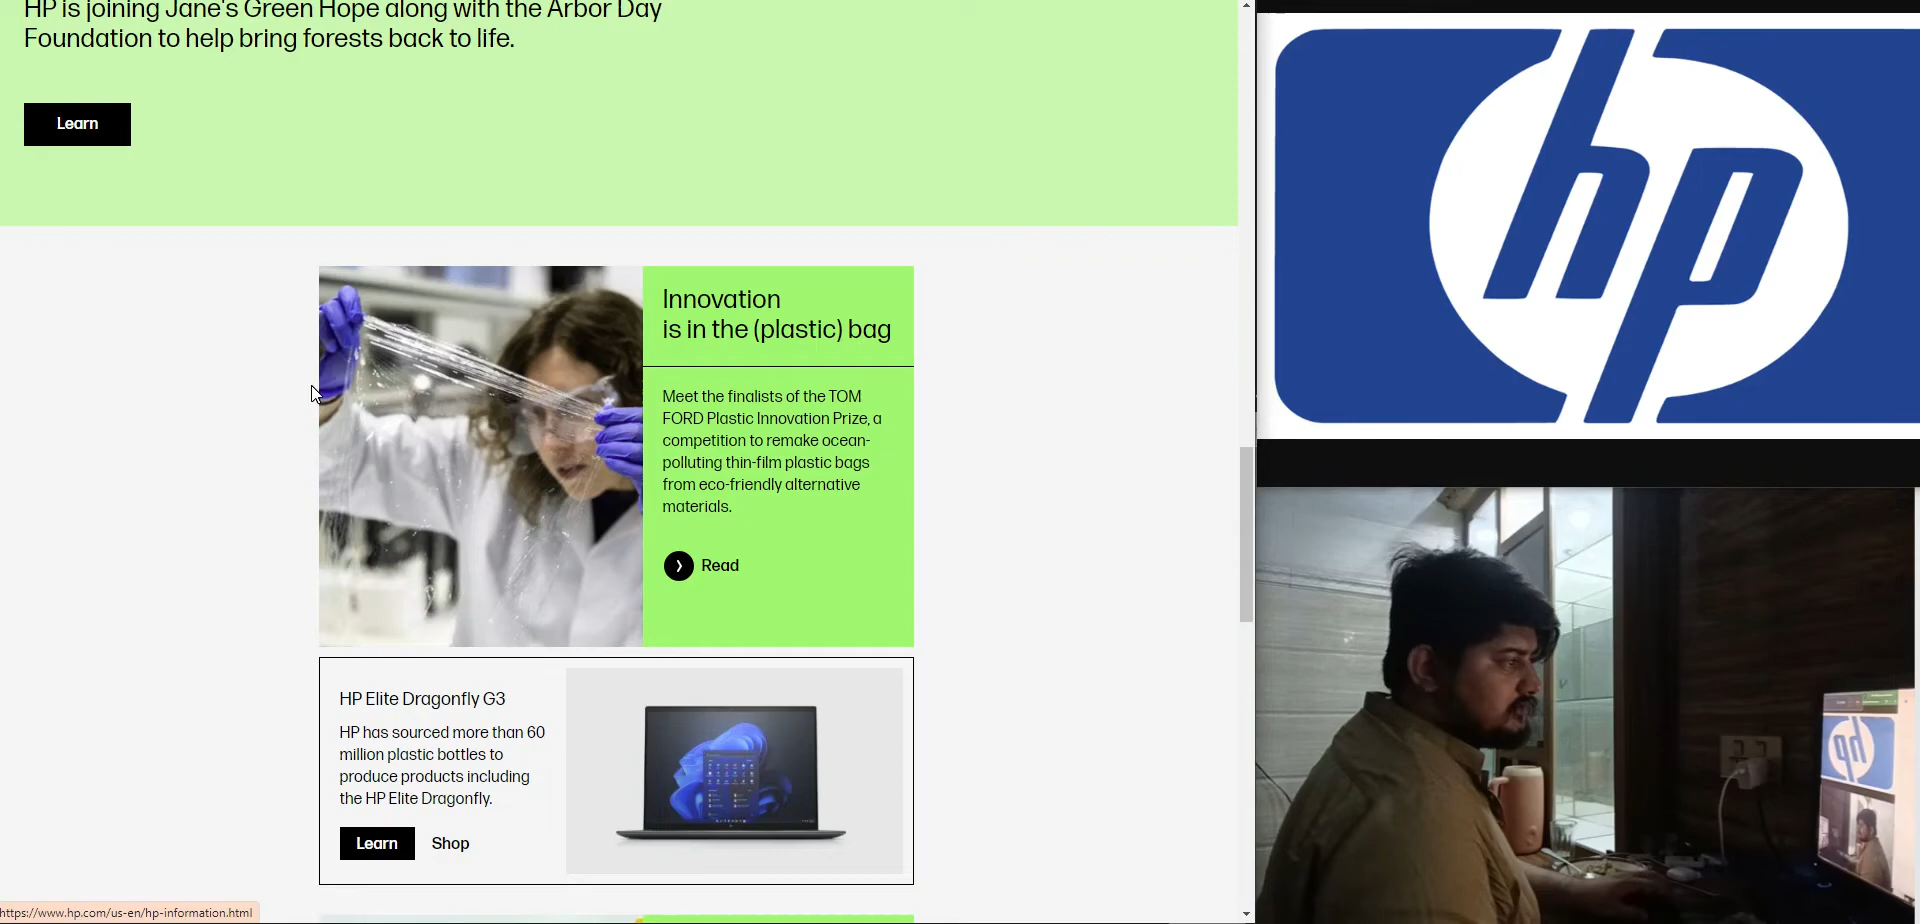 HP is joining Jane's Green Hope along with the Arbor Day
Foundation to help bring forests back to life.
Learn
Innovation
is in the (plastic) bag
Meet the finalists of the TOM
FORD Plastic Innovation Prize, a
competition to remake ocean-
polluting thin-film plastic bags
from eco-friendly alternative
materials.
Read
HP Elite Dragonfly G3
HP has sourced more than 60
million plastic bottles to
produce products including
the HP Elite Dragonfly.
Learn
Shop
https://www.hp.com/us-en/hp-information.html
hp
hp